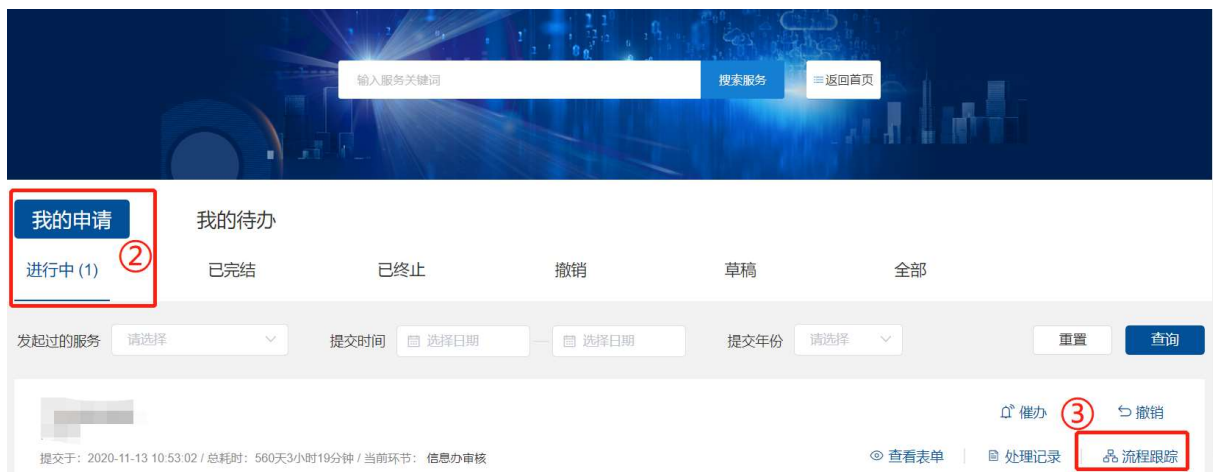 输入服务关键词 搜索服务 返回首页
我的申请 我的待办
②
进行中 (1) 已完结 已终止 撤销 草稿 全部
发起过的服务 请选择 提交时间 选择日期 — 选择日期 提交年份 请选择 重置 查询
催办 ③ 撤销
提交于：2020-11-13 10:53:02 / 总耗时：560天3小时19分钟 / 当前环节：信息办审核 查看表单 处理记录 流程跟踪